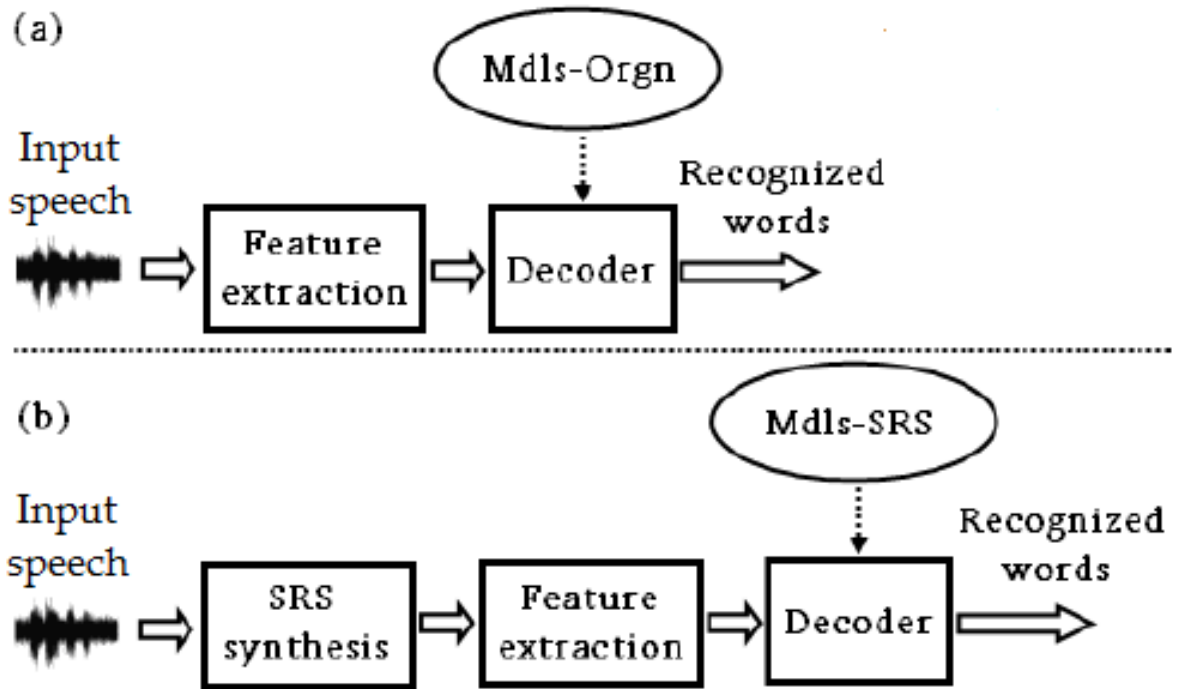 (a)
Mdls-Orgn
Input
speech
Feature
extraction
Decoder
Recognized
words
(b)
Mdls-SRS
Input
speech
SRS
synthesis
Feature
extraction
Decoder
Recognized
words